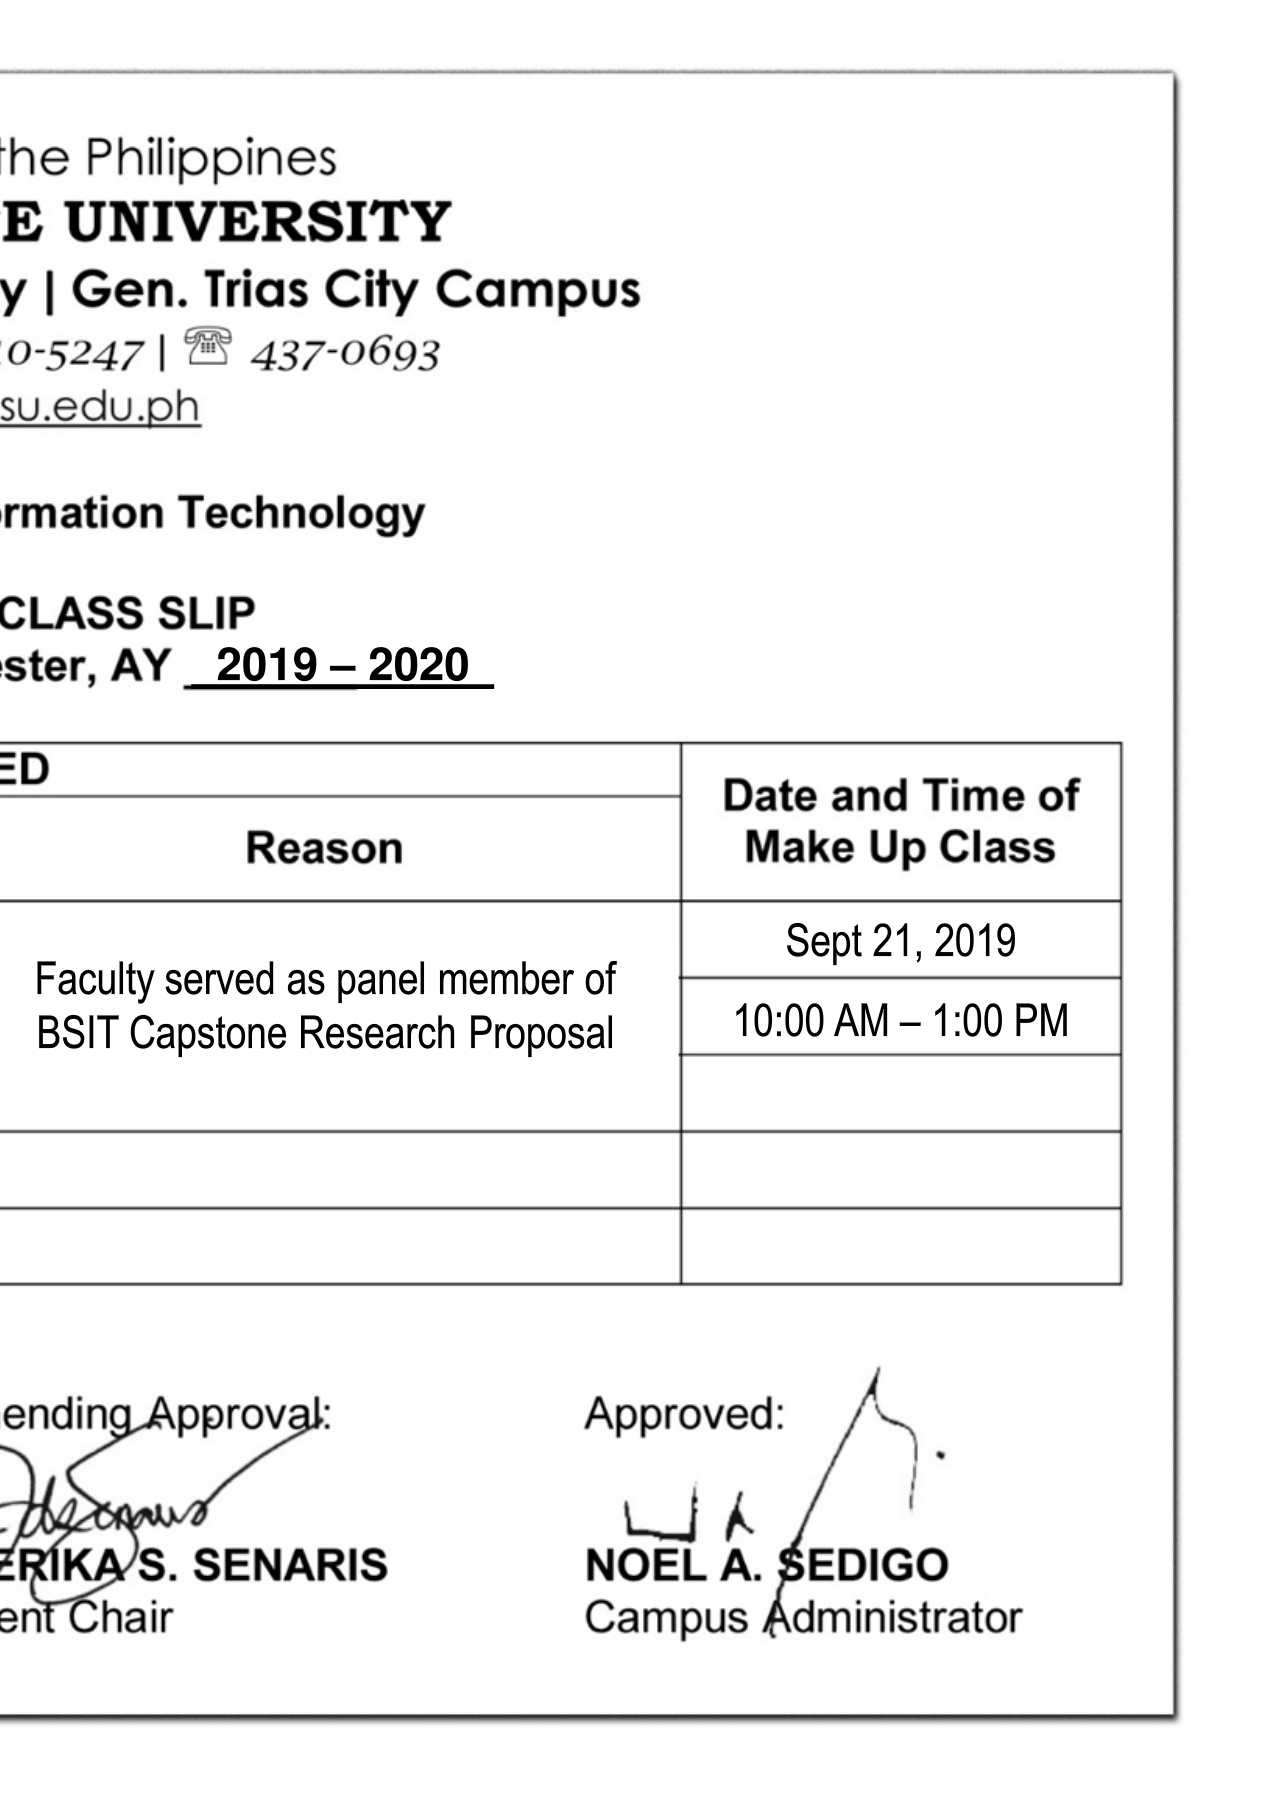 the Philippines
E UNIVERSITY
y | Gen. Trias City Campus
0-5247 | ☏ 437-0693
su.edu.ph
ormation Technology
CLASS SLIP
ester, AY 2019 – 2020
ED
Date and Time of
Make Up Class
Reason
Sept 21, 2019
Faculty served as panel member of
BSIT Capstone Research Proposal
10:00 AM – 1:00 PM
ending Approval:
Approved:
ERIKA S. SENARIS
NOEL A. SEDIGO
ent Chair
Campus Administrator